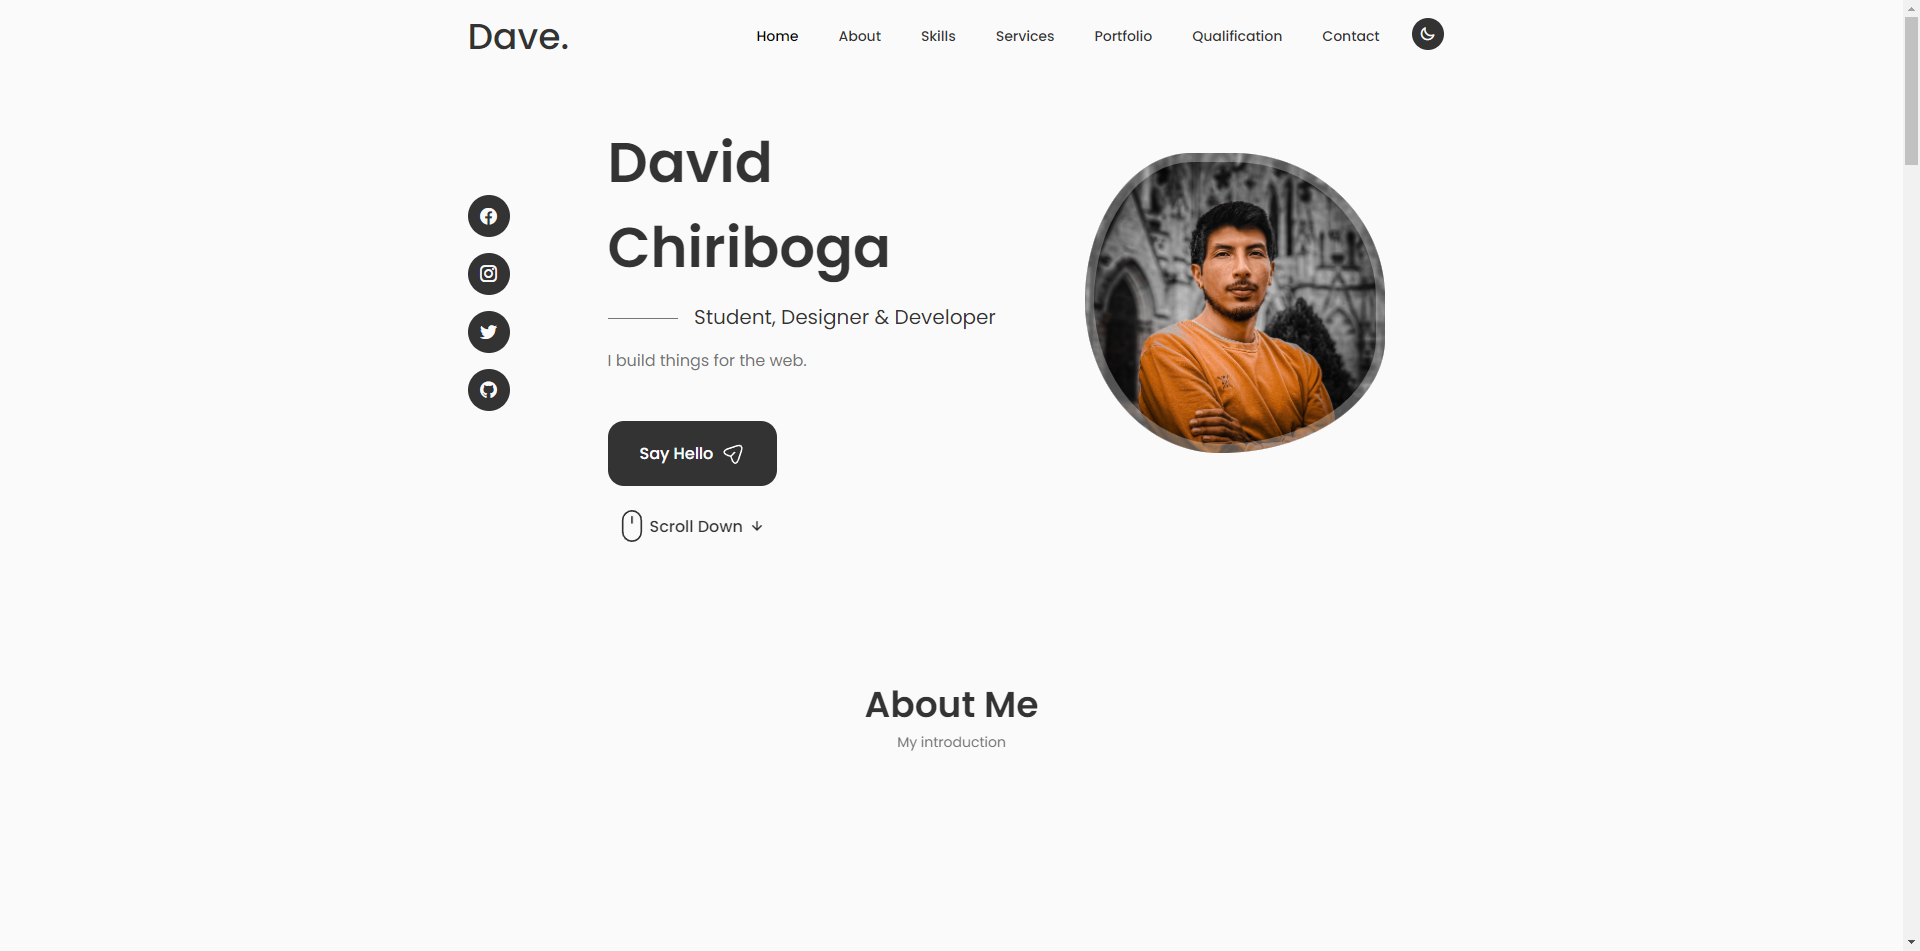 Dave.
Home About Skills Services Portfolio Qualification Contact
David
Chiriboga
Student, Designer & Developer
I build things for the web.
Say Hello
Scroll Down
About Me
My introduction